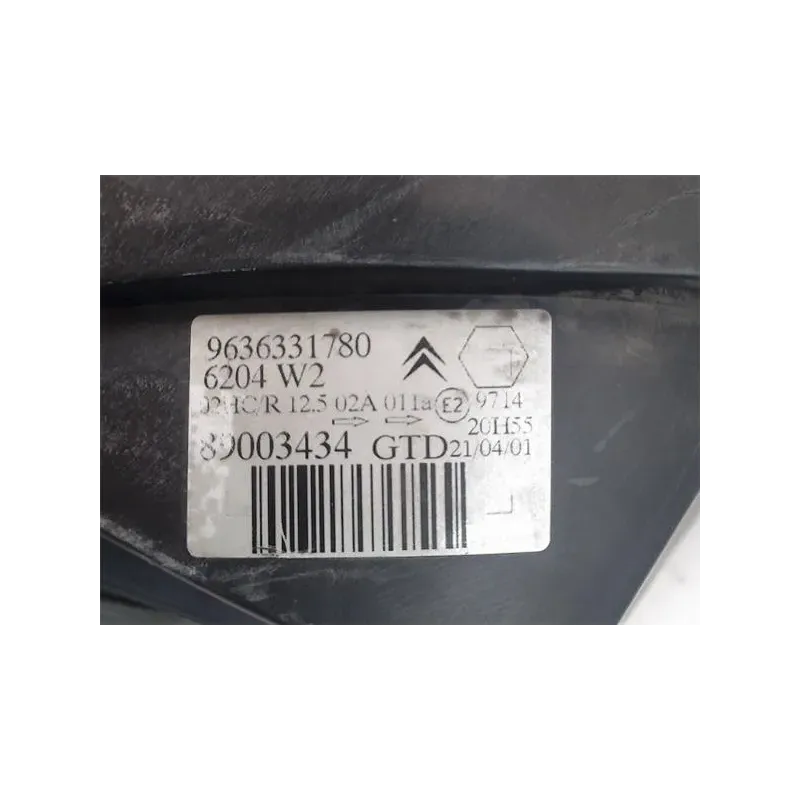 9636331780
6204 W2
02HC/R 12.5 02A 011a E2 9714
20H55
89003434 GTD 21/04/01